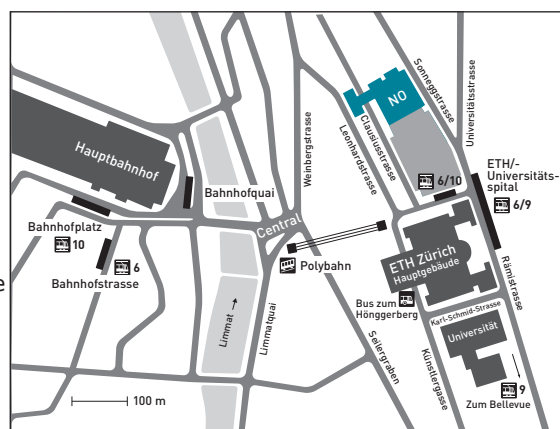 Hauptbahnhof
Bahnhofquai
Bahnhofplatz
10
6
Bahnhofstrasse
Limmat →
Limmatquai
Central
Weinbergstrasse
Leonhardstrasse
Clausiusstrasse
NO
Sonneggstrasse
Universitätsstrasse
6/10
ETH/-
Universitäts-
spital
6/9
Polybahn
ETH Zürich
Hauptgebäude
Bus zum
Hönggerberg
Rämistrasse
Karl-Schmid-Strasse
Universität
Seilergraben
Künstlergasse
9
Zum Bellevue
100 m